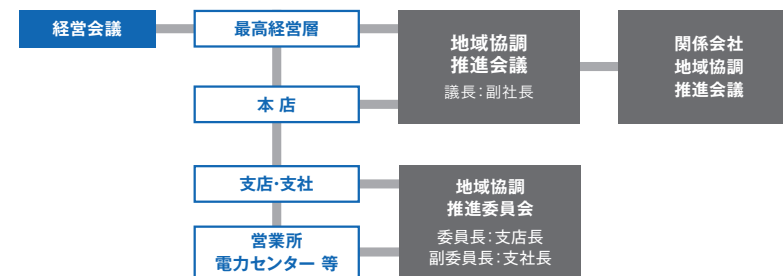 経営会議
最高経営層
本店
支店・支社
営業所
電力センター 等
地域協調
推進会議
議長：副社長
関係会社
地域協調
推進会議
地域協調
推進委員会
委員長：支店長
副委員長：支社長